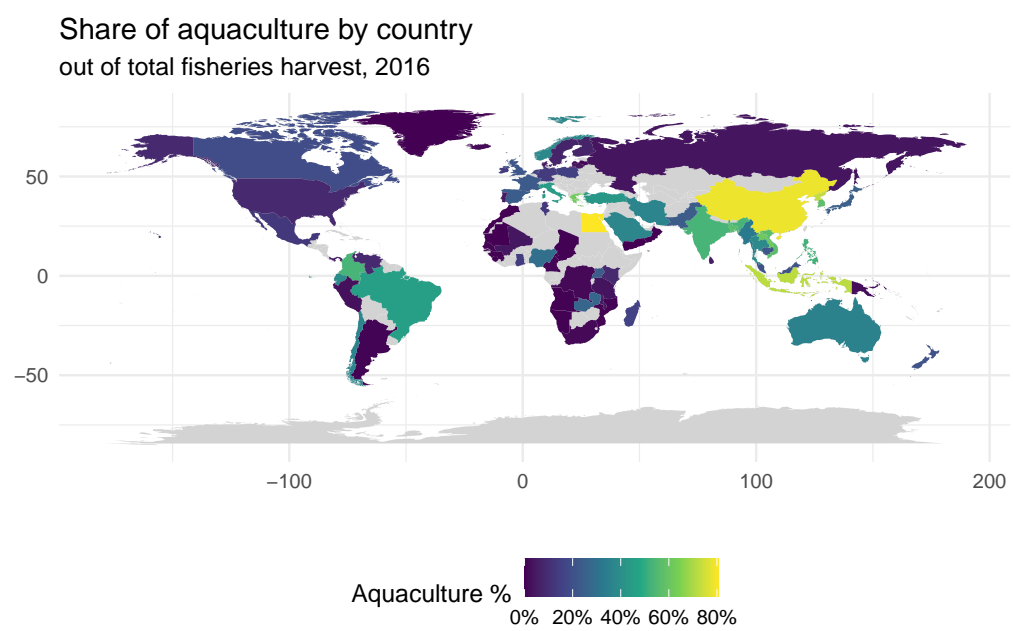 Share of aquaculture by country
out of total fisheries harvest, 2016
50
0
−50
−100
0
100
200
Aquaculture %
0% 20% 40% 60% 80%